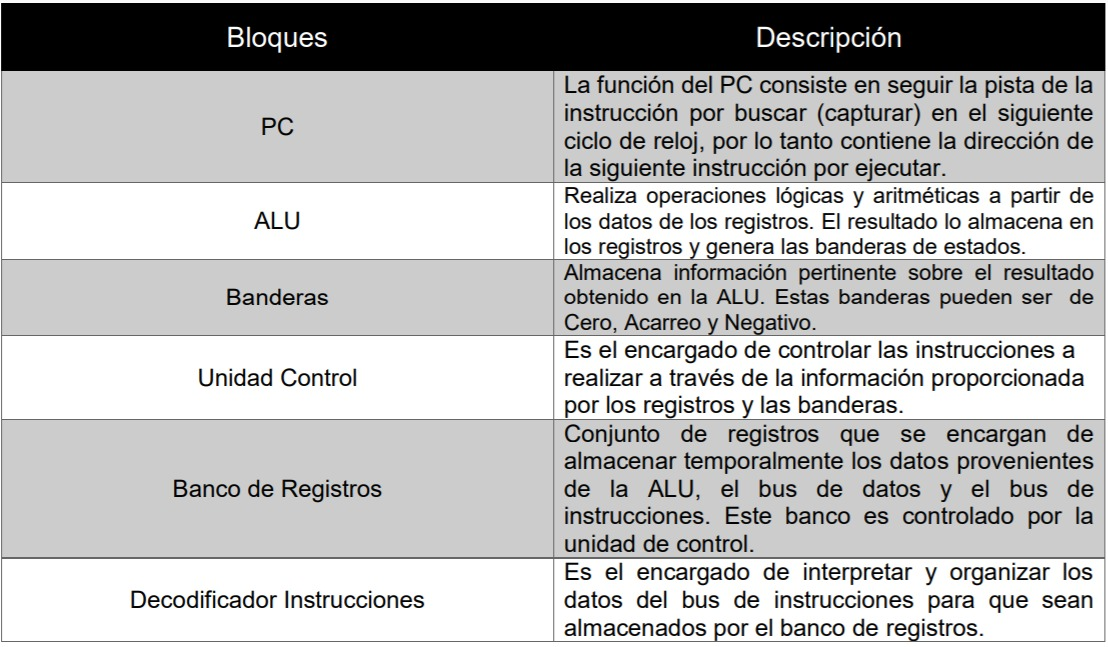 Bloques
Descripción
PC
La función del PC consiste en seguir la pista de la
instrucción por buscar (capturar) en el siguiente
ciclo de reloj, por lo tanto contiene la dirección de
la siguiente instrucción por ejecutar.
ALU
Realiza operaciones lógicas y aritméticas a partir de
los datos de los registros. El resultado lo almacena en
los registros y genera las banderas de estados.
Banderas
Almacena información pertinente sobre el resultado
obtenido en la ALU. Estas banderas pueden ser de
Cero, Acarreo y Negativo.
Unidad Control
Es el encargado de controlar las instrucciones a
realizar a través de la información proporcionada
por los registros y las banderas.
Banco de Registros
Conjunto de registros que se encargan de
almacenar temporalmente los datos provenientes
de la ALU, el bus de datos y el bus de
instrucciones. Este banco es controlado por la
unidad de control.
Decodificador Instrucciones
Es el encargado de interpretar y organizar los
datos del bus de instrucciones para que sean
almacenados por el banco de registros.